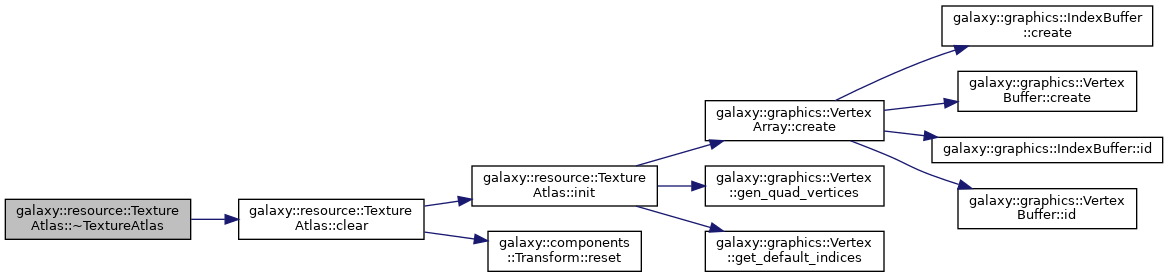 galaxy::resource::Texture
Atlas::~TextureAtlas
galaxy::resource::Texture
Atlas::clear
galaxy::resource::Texture
Atlas::init
galaxy::components
::Transform::reset
galaxy::graphics::Vertex
Array::create
galaxy::graphics::Vertex
::gen_quad_vertices
galaxy::graphics::Vertex
::get_default_indices
galaxy::graphics::IndexBuffer
::create
galaxy::graphics::Vertex
Buffer::create
galaxy::graphics::IndexBuffer::id
galaxy::graphics::Vertex
Buffer::id